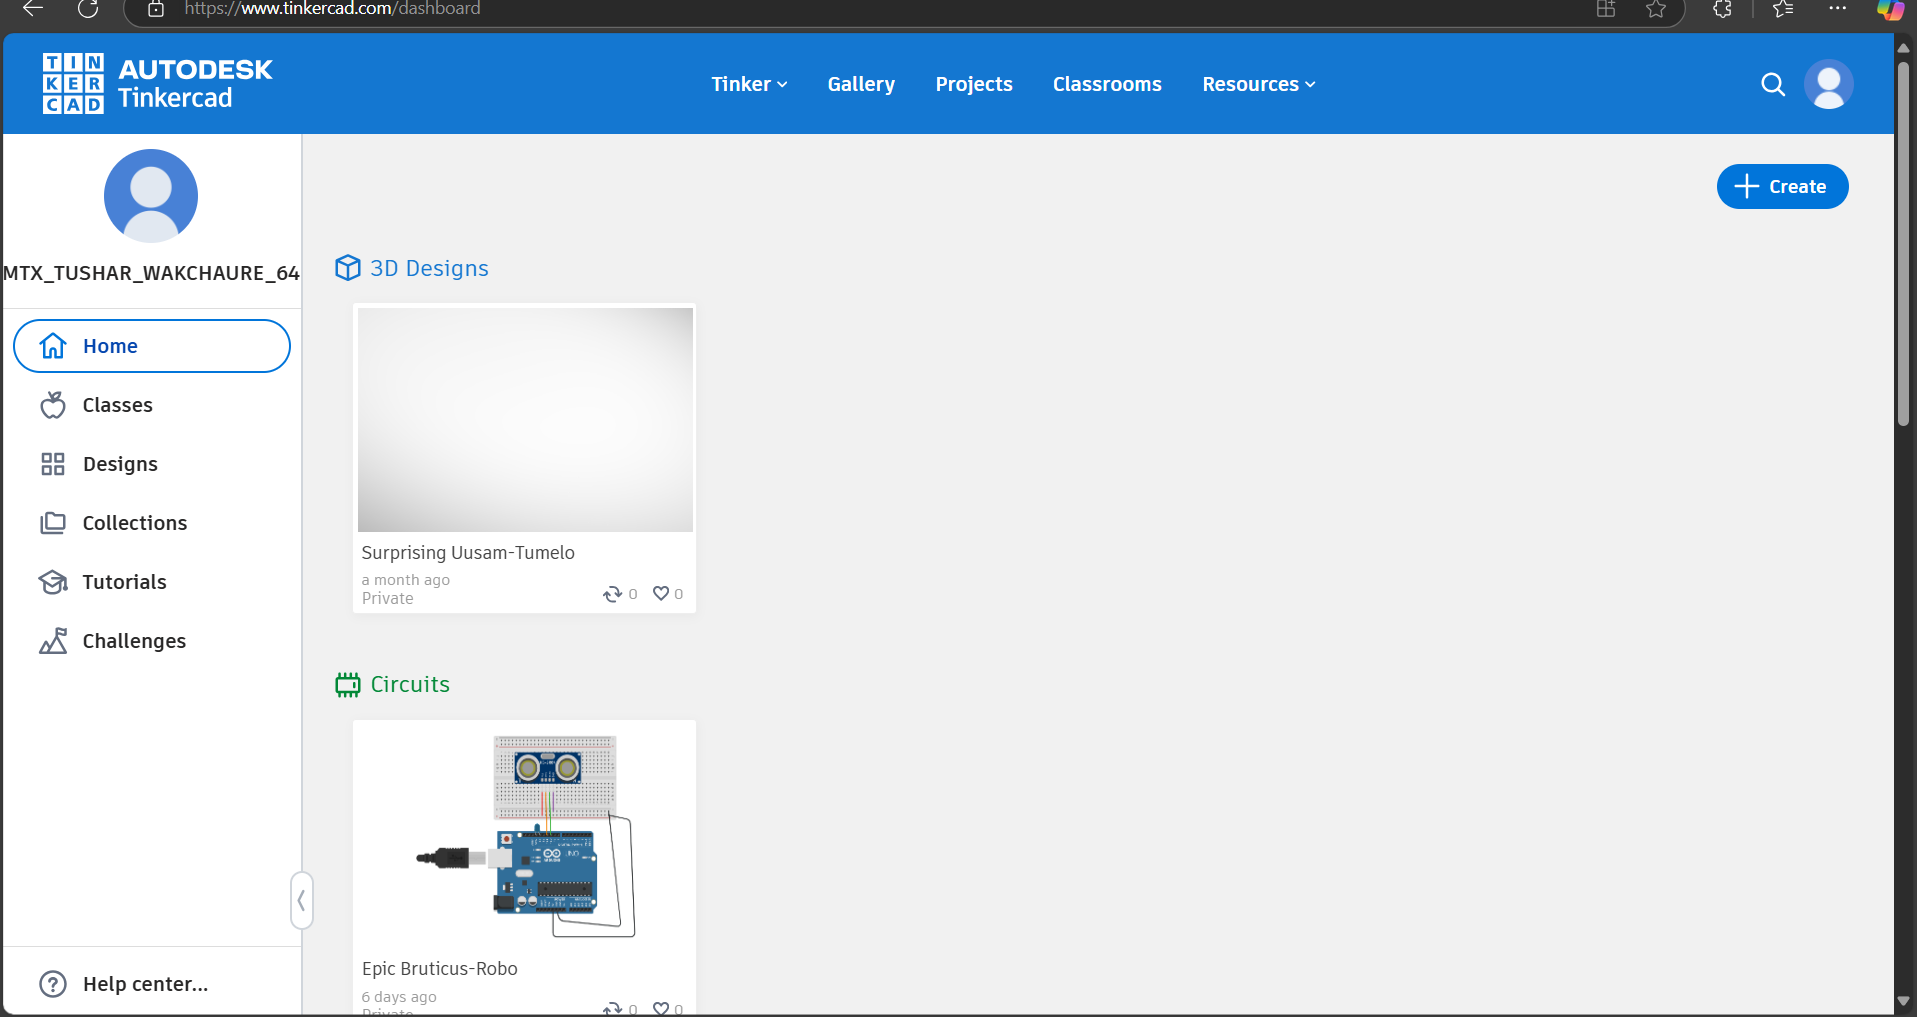 https://www.tinkercad.com/dashboard
TIN
KER
CAD
AUTODESK
Tinkercad
Tinker
Gallery
Projects
Classrooms
Resources
MTX_TUSHAR_WAKCHAURE_64
Home
Classes
Designs
Collections
Tutorials
Challenges
Help center...
Create
3D Designs
Surprising Uusam-Tumelo
a month ago
Private
0
0
Circuits
UNO
Epic Bruticus-Robo
6 days ago
Private
0
0